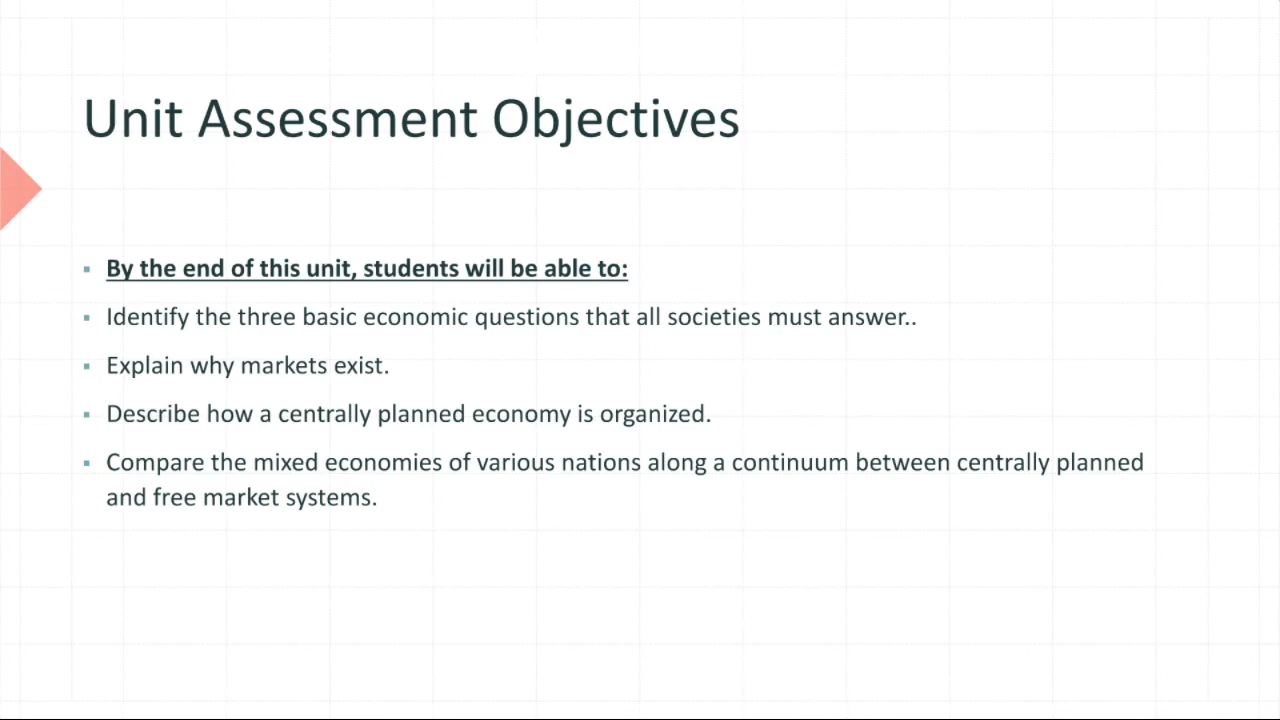 Unit Assessment Objectives
By the end of this unit, students will be able to:
Identify the three basic economic questions that all societies must answer..
Explain why markets exist.
Describe how a centrally planned economy is organized.
Compare the mixed economies of various nations along a continuum between centrally planned
and free market systems.